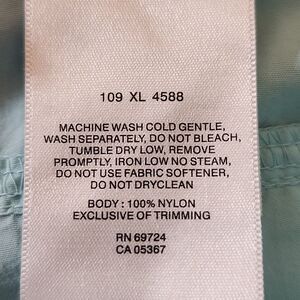 109 XL 4588
MACHINE WASH COLD GENTLE,
WASH SEPARATELY, DO NOT BLEACH,
TUMBLE DRY LOW, REMOVE
PROMPTLY, IRON LOW NO STEAM,
DO NOT USE FABRIC SOFTENER,
DO NOT DRYCLEAN
BODY : 100% NYLON
EXCLUSIVE OF TRIMMING
RN 69724
CA 05367